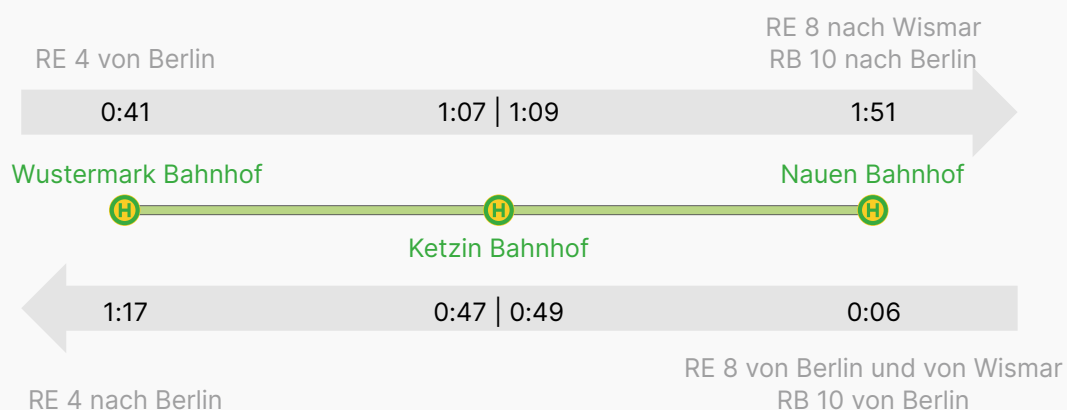 RE 8 nach Wismar
RE 4 von Berlin
RB 10 nach Berlin
0:41 1:07 | 1:09 1:51
Wustermark Bahnhof Nauen Bahnhof
H H H
Ketzin Bahnhof
1:17 0:47 | 0:49 0:06
RE 8 von Berlin und von Wismar
RE 4 nach Berlin RB 10 von Berlin